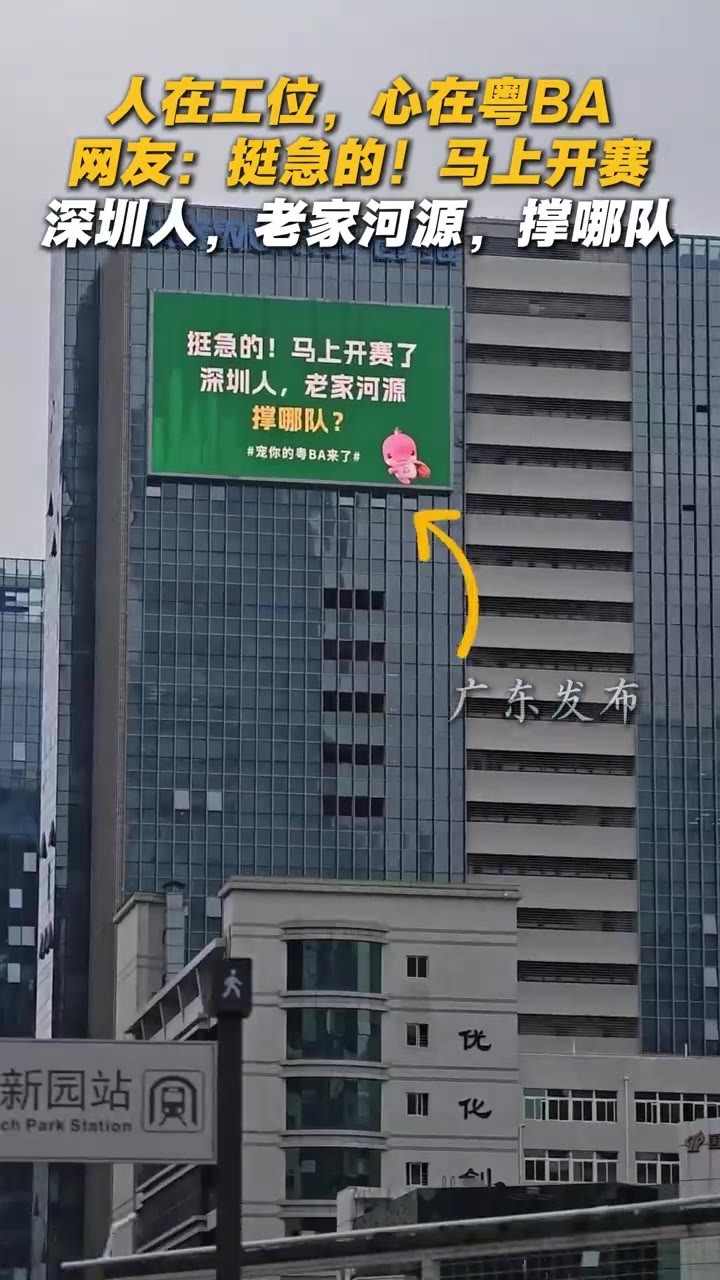 人在工位，心在粤BA
网友：挺急的！马上开赛
深圳人，老家河源，撑哪队
挺急的！马上开赛了
深圳人，老家河源
撑哪队？
#宠你的粤BA来了#
广东发布
优
化
创
新园站
ch Park Station